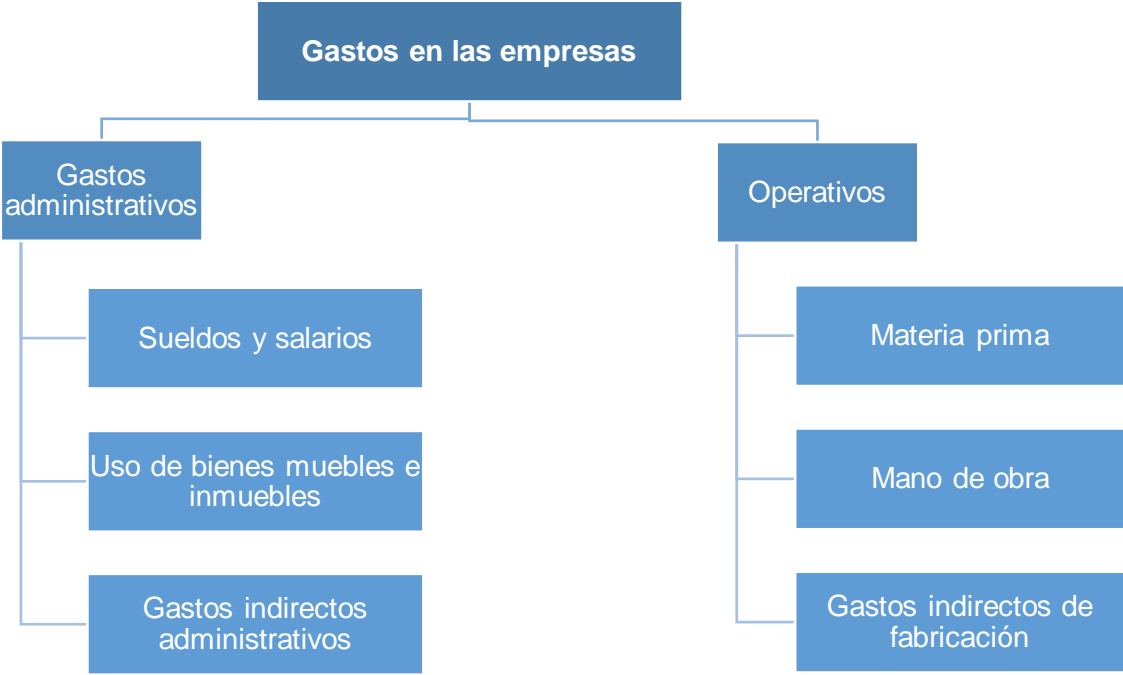 Gastos en las empresas
Gastos
administrativos
Sueldos y salarios
Uso de bienes muebles e
inmuebles
Gastos indirectos
administrativos
Operativos
Materia prima
Mano de obra
Gastos indirectos de
fabricación